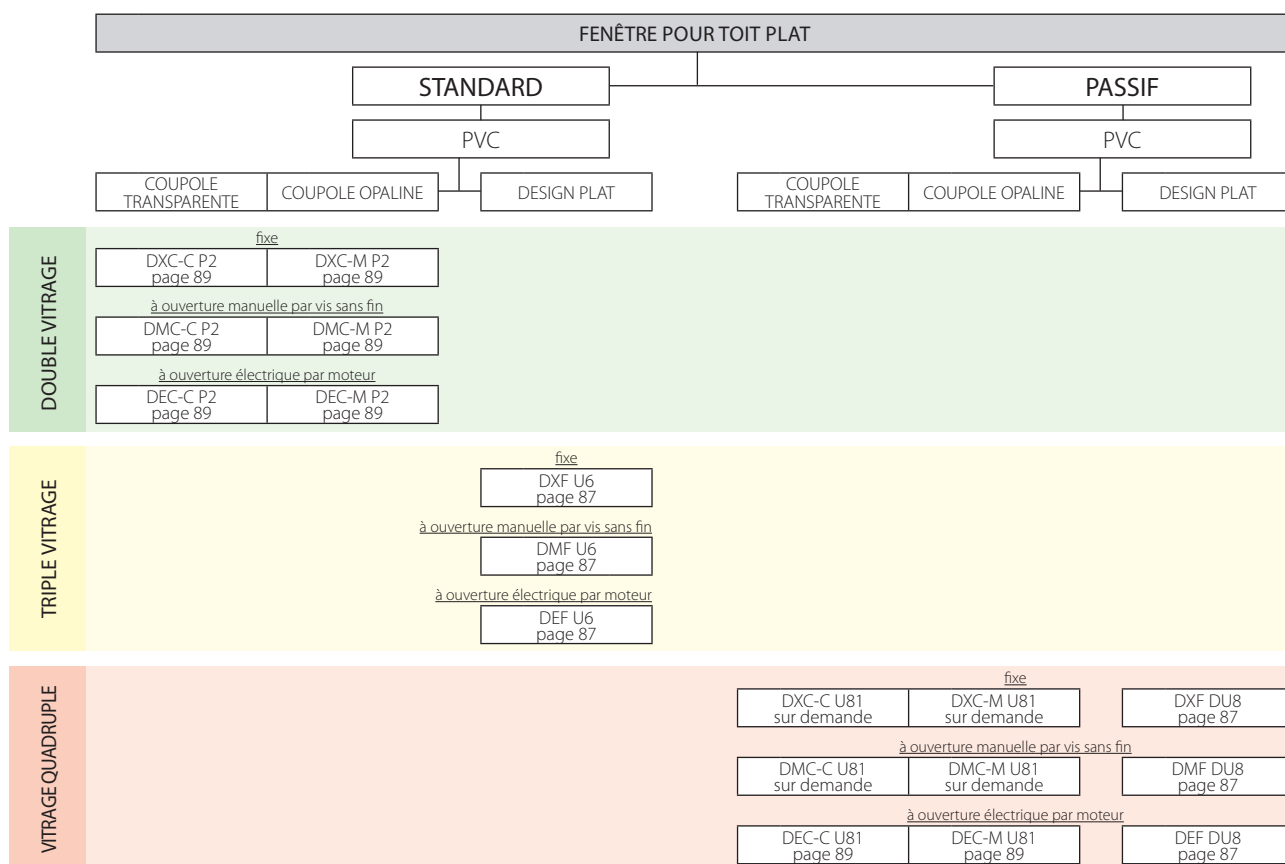 FENÊTRE POUR TOIT PLAT
STANDARD
PASSIF
PVC
PVC
COUPOLE
TRANSPARENTE
COUPOLE OPALINE
DESIGN PLAT
COUPOLE
TRANSPARENTE
COUPOLE OPALINE
DESIGN PLAT
DOUBLE VITRAGE
fixe
DXC-C P2
page 89
DXC-M P2
page 89
à ouverture manuelle par vis sans fin
DMC-C P2
page 89
DMC-M P2
page 89
à ouverture électrique par moteur
DEC-C P2
page 89
DEC-M P2
page 89
TRIPLE VITRAGE
fixe
DXF U6
page 87
à ouverture manuelle par vis sans fin
DMF U6
page 87
à ouverture électrique par moteur
DEF U6
page 87
VITRAGE QUADRUPLE
fixe
DXC-C U81
sur demande
DXC-M U81
sur demande
DXF DU8
page 87
à ouverture manuelle par vis sans fin
DMC-C U81
sur demande
DMC-M U81
sur demande
DMF DU8
page 87
à ouverture électrique par moteur
DEC-C U81
page 89
DEC-M U81
page 89
DEF DU8
page 87